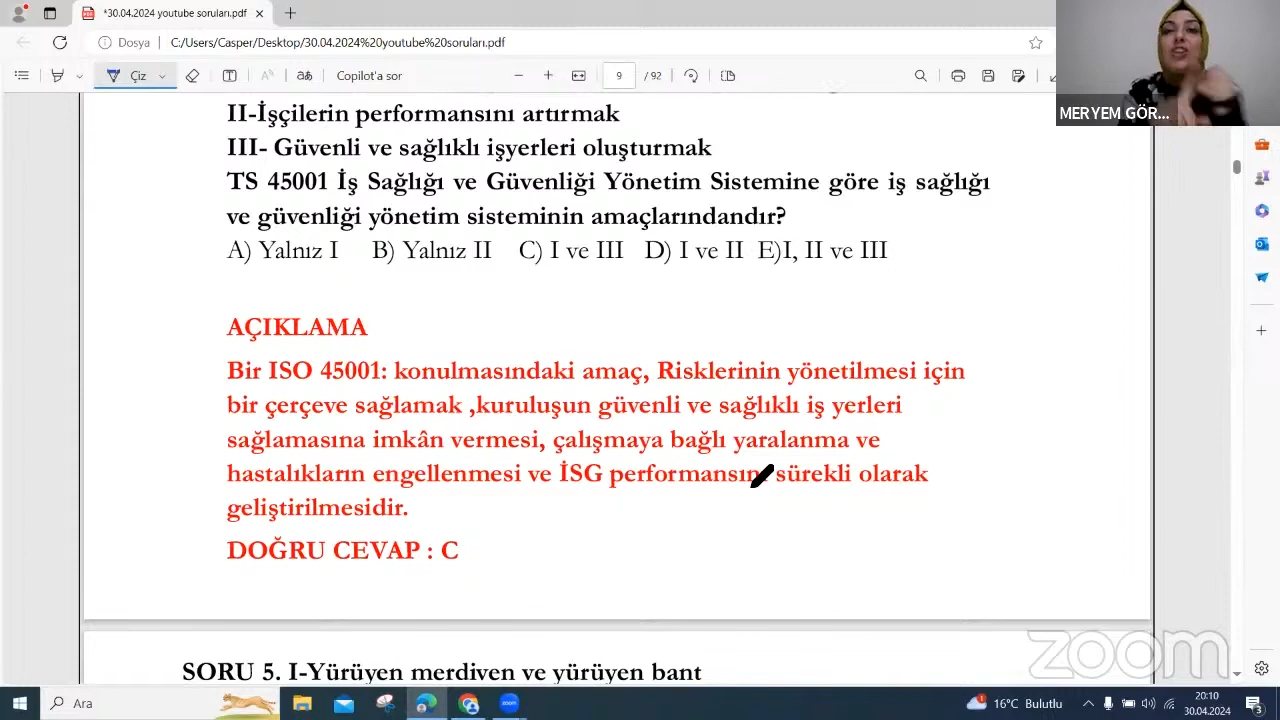 *30.04.2024 youtube soruları.pdf
Dosya
C:/Users/Casper/Desktop/30.04.2024%20youtube%20soruları.pdf
Çiz
Copilot'a sor
9 /92
MERYEM GÖR...
II-İşçilerin performansını artırmak
III- Güvenli ve sağlıklı işyerleri oluşturmak
TS 45001 İş Sağlığı ve Güvenliği Yönetim Sistemine göre iş sağlığı
ve güvenliği yönetim sisteminin amaçlarındandır?
A) Yalnız I B) Yalnız II C) I ve III D) I ve II E)I, II ve III
AÇIKLAMA
Bir ISO 45001: konulmasındaki amaç, Risklerinin yönetilmesi için
bir çerçeve sağlamak ,kuruluşun güvenli ve sağlıklı iş yerleri
sağlamasına imkân vermesi, çalışmaya bağlı yaralanma ve
hastalıkların engellenmesi ve İSG performansını sürekli olarak
geliştirilmesidir.
DOĞRU CEVAP : C
SORU 5. I-Yürüyen merdiven ve yürüyen bant
zoom
Ara
zoom
16°C Bulutlu
20:10
30.04.2024
3